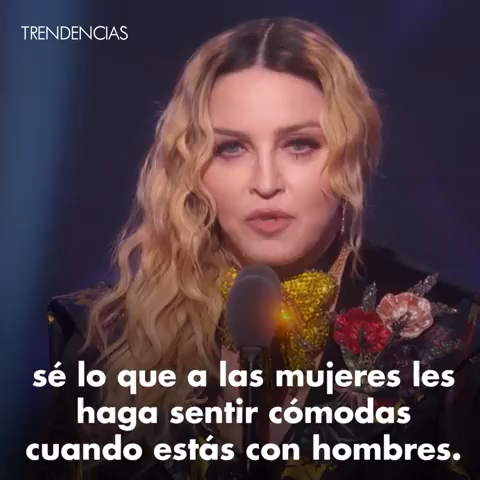 TRENDENCIAS
sé lo que a las mujeres les
haga sentir cómodas
cuando estás con hombres.